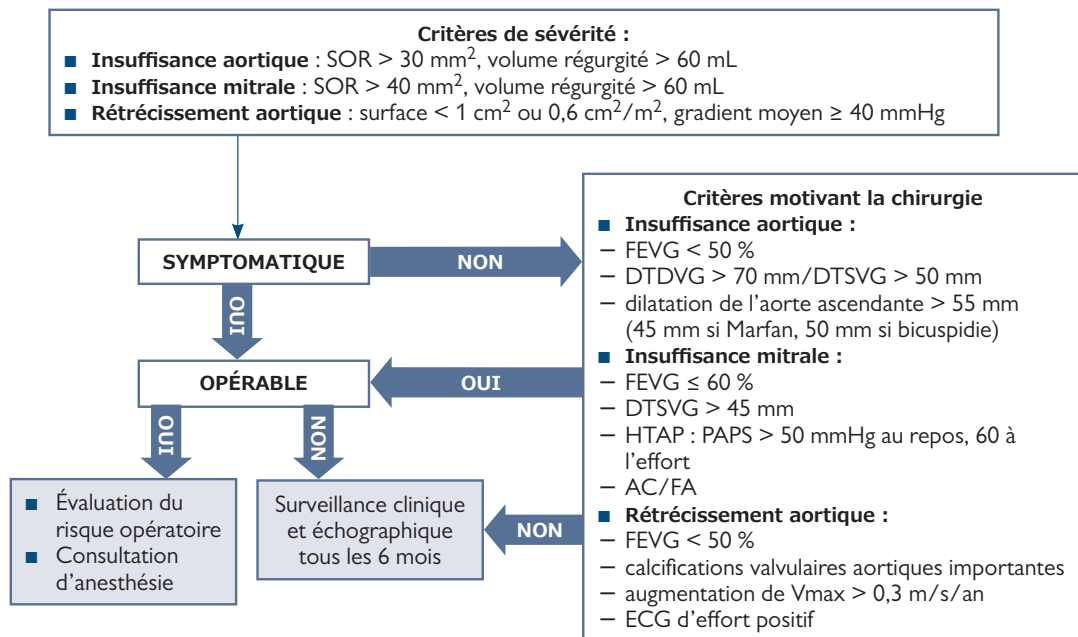 Critères de sévérité :
■ Insuffisance aortique : SOR > 30 mm², volume régurgité > 60 mL
■ Insuffisance mitrale : SOR > 40 mm², volume régurgité > 60 mL
■ Rétrécissement aortique : surface < 1 cm² ou 0,6 cm²/m², gradient moyen ≥ 40 mmHg
SYMPTOMATIQUE
NON
OUI
OPÉRABLE
OUI
OUI
NON
■ Évaluation du
risque opératoire
■ Consultation
d’anesthésie
Surveillance clinique
et échographique
tous les 6 mois
NON
Critères motivant la chirurgie
■ Insuffisance aortique :
– FEVG < 50 %
– DTDVG > 70 mm/DTSVG > 50 mm
– dilatation de l’aorte ascendante > 55 mm
(45 mm si Marfan, 50 mm si bicuspidie)
■ Insuffisance mitrale :
– FEVG ≤ 60 %
– DTSVG > 45 mm
– HTAP : PAPS > 50 mmHg au repos, 60 à
l’effort
– AC/FA
■ Rétrécissement aortique :
– FEVG < 50 %
– calcifications valvulaires aortiques importantes
– augmentation de Vmax > 0,3 m/s/an
– ECG d’effort positif